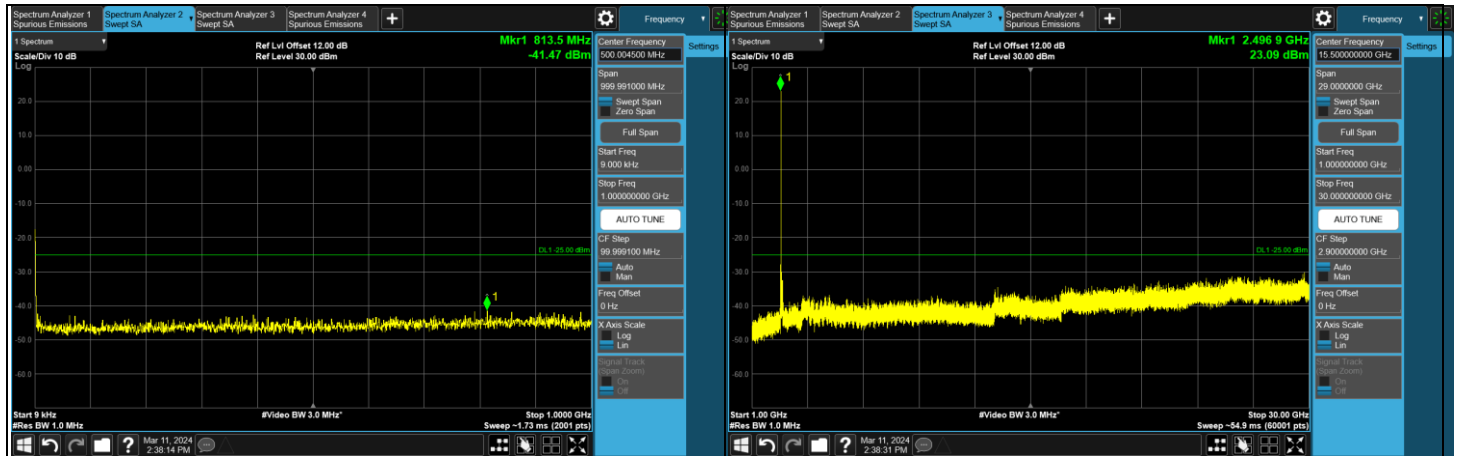 Spectrum Analyzer 1
Spurious Emissions
Spectrum Analyzer 2
Swept SA
Spectrum Analyzer 3
Swept SA
Spectrum Analyzer 4
Spurious Emissions
+
Frequency
1 Spectrum
Scale/Div 10 dB
Log
Ref Lvl Offset 12.00 dB
Ref Level 30.00 dBm
Mkr1 813.5 MHz
-41.47 dBm
20.0
10.0
0.00
-10.0
-20.0
-30.0
-40.0
-50.0
-60.0
DL1 -25.00 dBm
1
Start 9 kHz
#Res BW 1.0 MHz
#Video BW 3.0 MHz*
Stop 1.0000 GHz
Sweep ~1.73 ms (2001 pts)
Center Frequency
500.004500 MHz
Settings
Span
999.991000 MHz
Swept Span
Zero Span
Full Span
Start Freq
9.000 kHz
Stop Freq
1.000000000 GHz
AUTO TUNE
CF Step
99.999100 MHz
Auto
Man
Freq Offset
0 Hz
X Axis Scale
Log
Lin
Signal Track
(Span Zoom)
On
Off
?
Mar 11, 2024
2:38:14 PM
Spectrum Analyzer 1
Spurious Emissions
Spectrum Analyzer 2
Swept SA
Spectrum Analyzer 3
Swept SA
Spectrum Analyzer 4
Spurious Emissions
+
Frequency
1 Spectrum
Scale/Div 10 dB
Log
Ref Lvl Offset 12.00 dB
Ref Level 30.00 dBm
Mkr1 2.496 9 GHz
23.09 dBm
1
20.0
10.0
0.00
-10.0
-20.0
-30.0
-40.0
-50.0
-60.0
DL1 -25.00 dBm
Start 1.00 GHz
#Res BW 1.0 MHz
#Video BW 3.0 MHz*
Stop 30.00 GHz
Sweep ~54.9 ms (60001 pts)
Center Frequency
15.500000000 GHz
Settings
Span
29.0000000 GHz
Swept Span
Zero Span
Full Span
Start Freq
1.000000000 GHz
Stop Freq
30.000000000 GHz
AUTO TUNE
CF Step
2.900000000 GHz
Auto
Man
Freq Offset
0 Hz
X Axis Scale
Log
Lin
Signal Track
(Span Zoom)
On
Off
?
Mar 11, 2024
2:38:31 PM